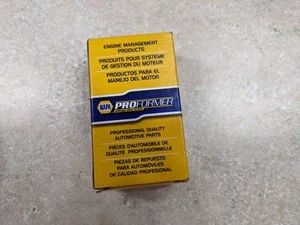 ENGINE MANAGEMENT
PRODUCTS
PRODUITS POUR SYSTÈME
DE GESTION DU MOTEUR
PRODUCTOS PARA EL
MANEJO DEL MOTOR
NAPA PROFORMER
PROFESSIONAL QUALITY
AUTOMOTIVE PARTS
PIÈCES D'AUTOMOBILE DE
QUALITÉ PROFESSIONNELLE
PIEZAS DE REPUESTO
PARA AUTOMÓVILES
DE CALIDAD PROFESIONAL